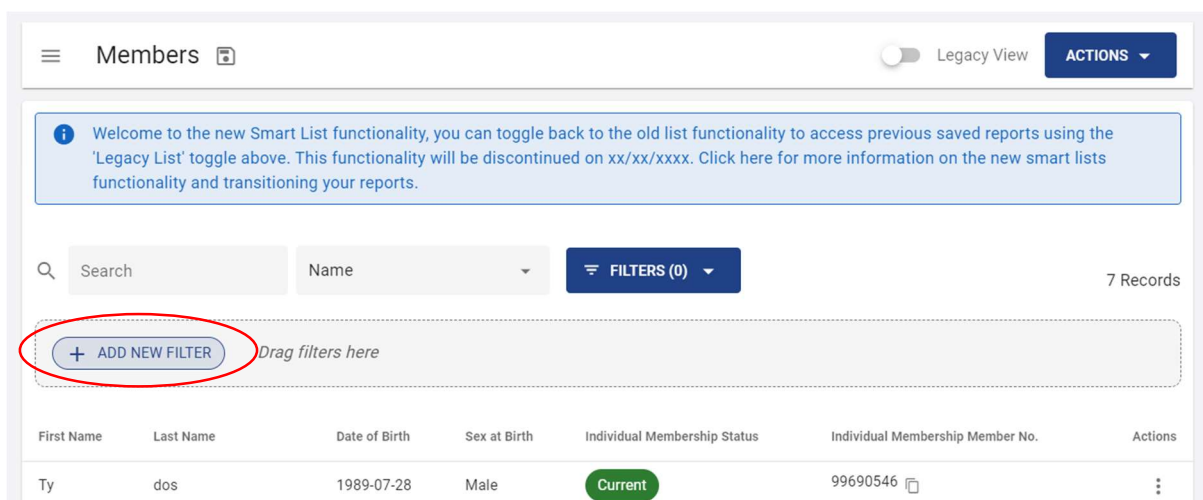 Members
Legacy View
ACTIONS
Welcome to the new Smart List functionality, you can toggle back to the old list functionality to access previous saved reports using the
'Legacy List' toggle above. This functionality will be discontinued on xx/xx/xxxx. Click here for more information on the new smart lists
functionality and transitioning your reports.
Search
Name
FILTERS (0)
7 Records
+ ADD NEW FILTER
Drag filters here
First Name Last Name Date of Birth Sex at Birth Individual Membership Status Individual Membership Member No. Actions
Ty dos 1989-07-28 Male Current 99690546